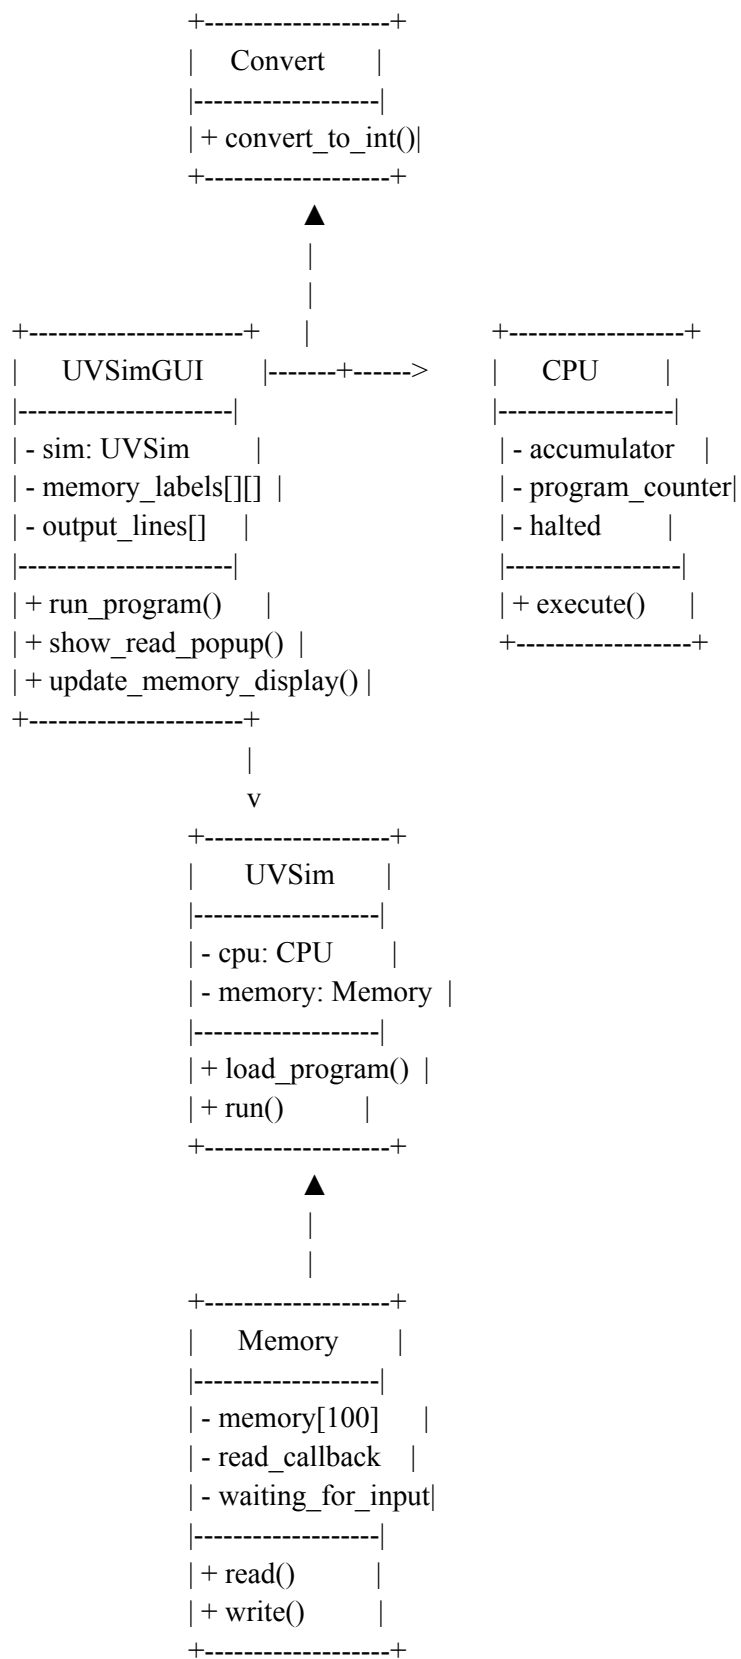 +-------------------+
| Convert |
|-------------------|
| + convert_to_int()|
+-------------------+
▲
|
|
+----------------------+ | +------------------+
| UVSimGUI |-------+------> | CPU |
|----------------------| |------------------|
| - sim: UVSim | | - accumulator |
| - memory_labels[][] | | - program_counter|
| - output_lines[] | | - halted |
|----------------------| |------------------|
| + run_program() | | + execute() |
| + show_read_popup() | +------------------+
| + update_memory_display() |
+----------------------+
|
v
+-------------------+
| UVSim |
|-------------------|
| - cpu: CPU |
| - memory: Memory |
|-------------------|
| + load_program() |
| + run() |
+-------------------+
▲
|
|
+-------------------+
| Memory |
|-------------------|
| - memory[100] |
| - read_callback |
| - waiting_for_input|
|-------------------|
| + read() |
| + write() |
+-------------------+